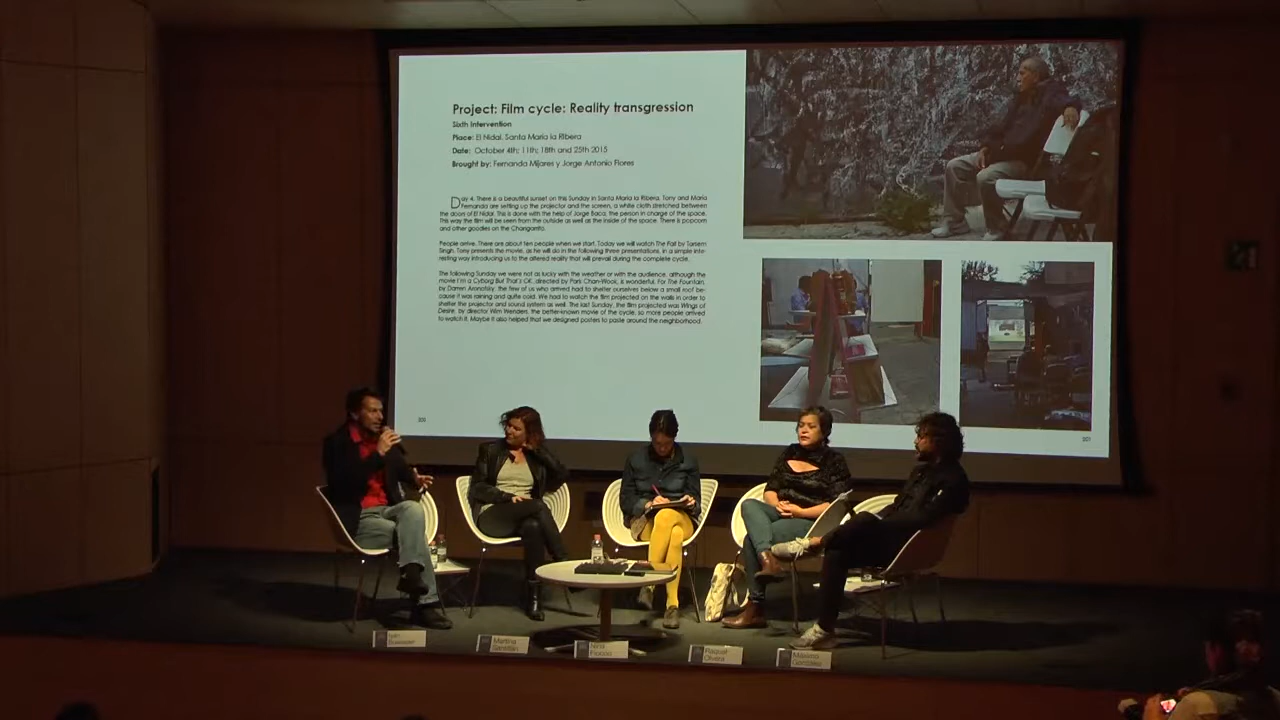 Project: Film cycle: Reality transgression
Sixth Intervention
Place: El Nidal, Santa María la Ribera
Date: October 4th; 11th; 18th and 25th 2015
Brought by: Fernanda Mijares y Jorge Antonio Flores
Day 4. There is a beautiful sunset on this Sunday in Santa María la Ribera. Tony and María
Fernanda are setting up the projector and the screen, a white cloth stretched between
the doors of El Nidal. This is done with the help of Jorge Baca, the person in charge of the space.
This way the film will be seen from the outside as well as the inside of the space. There is popcorn
and other goodies on the Changarrito.
People arrive. There are about ten people when we start. Today we will watch The Fall by Tarsem
Singh. Tony presents the movie, as he will do in the following three presentations, in a simple inte-
resting way introducing us to the altered reality that will prevail during the complete cycle.
The following Sunday we were not as lucky with the weather or with the audience, although the
movie I'm a Cyborg But That's OK, directed by Park Chan-Wook, is wonderful. For The Fountain,
by Darren Aronofsky, the few of us who arrived had to shelter ourselves below a small roof be-
cause it was raining and quite cold. We had to watch the film projected on the walls in order to
shelter the projector and sound system as well. The last Sunday, the film projected was Wings of
Desire, by director Wim Wenders, the better-known movie of the cycle, so more people arrived
to watch it. Maybe it also helped that we designed posters to paste around the neighborhood.
200
201
Martina
Santillán
Nina
Fiocco
Raquel
Olvera
Máximo
González